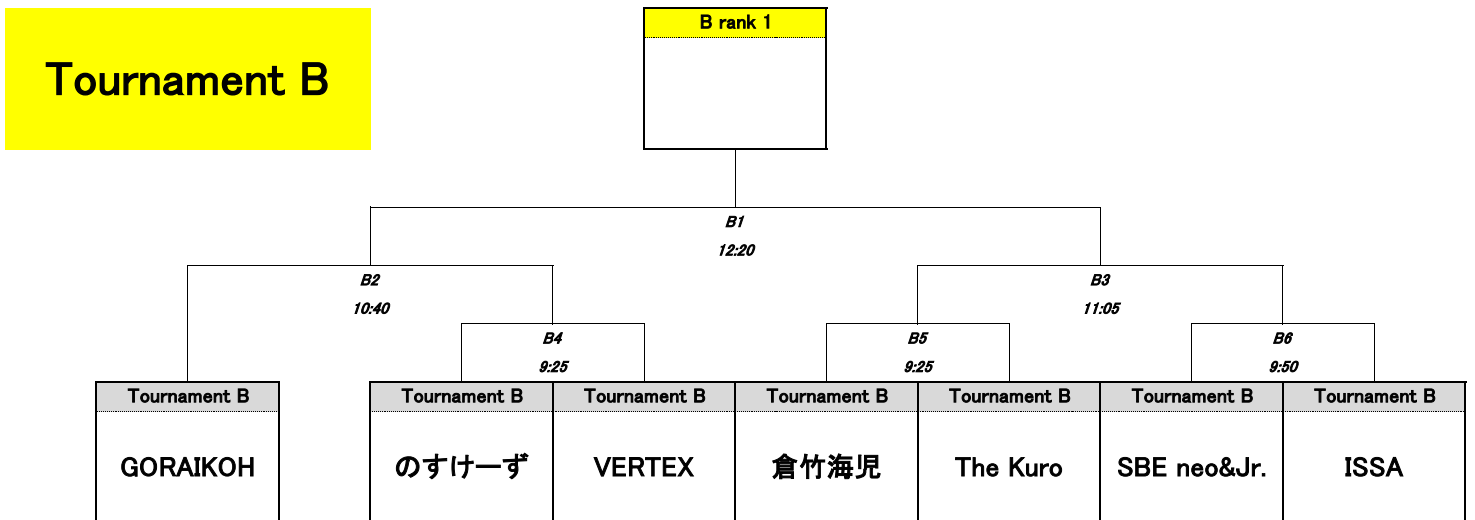 Tournament B
B rank 1
B1
12:20
B2
10:40
B3
11:05
B4
9:25
B5
9:25
B6
9:50
Tournament B
Tournament B
Tournament B
Tournament B
Tournament B
Tournament B
Tournament B
GORAIKOH
のすけーず
VERTEX
倉竹海児
The Kuro
SBE neo&Jr.
ISSA